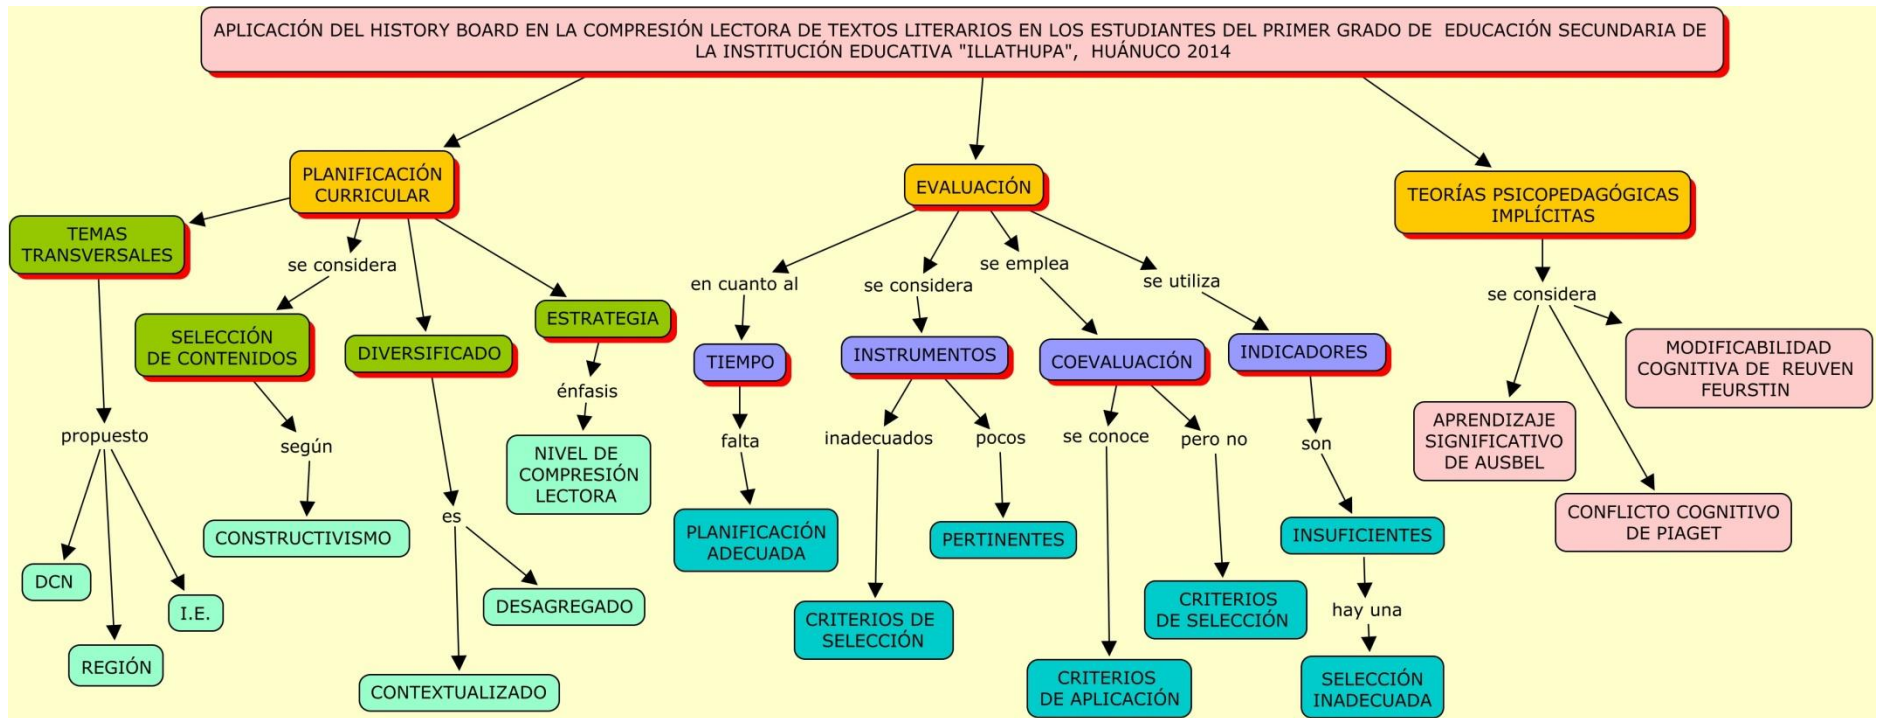 APLICACIÓN DEL HISTORY BOARD EN LA COMPRESIÓN LECTORA DE TEXTOS LITERARIOS EN LOS ESTUDIANTES DEL PRIMER GRADO DE EDUCACIÓN SECUNDARIA DE
LA INSTITUCIÓN EDUCATIVA "ILLATHUPA", HUÁNUCO 2014
PLANIFICACIÓN
CURRICULAR
TEMAS
TRANSVERSALES
propuesto
DCN
REGIÓN
I.E.
se considera
SELECCIÓN
DE CONTENIDOS
según
CONSTRUCTIVISMO
DIVERSIFICADO
es
CONTEXTUALIZADO
DESAGREGADO
ESTRATEGIA
énfasis
NIVEL DE
COMPRESIÓN
LECTORA
EVALUACIÓN
en cuanto al
TIEMPO
falta
PLANIFICACIÓN
ADECUADA
se considera
INSTRUMENTOS
inadecuados
CRITERIOS DE
SELECCIÓN
pocos
PERTINENTES
se emplea
COEVALUACIÓN
se conoce
CRITERIOS
DE APLICACIÓN
pero no
CRITERIOS
DE SELECCIÓN
se utiliza
INDICADORES
son
INSUFICIENTES
hay una
SELECCIÓN
INADECUADA
TEORÍAS PSICOPEDAGÓGICAS
IMPLÍCITAS
se considera
APRENDIZAJE
SIGNIFICATIVO
DE AUSBEL
CONFLICTO COGNITIVO
DE PIAGET
MODIFICABILIDAD
COGNITIVA DE REUVEN
FEURSTIN